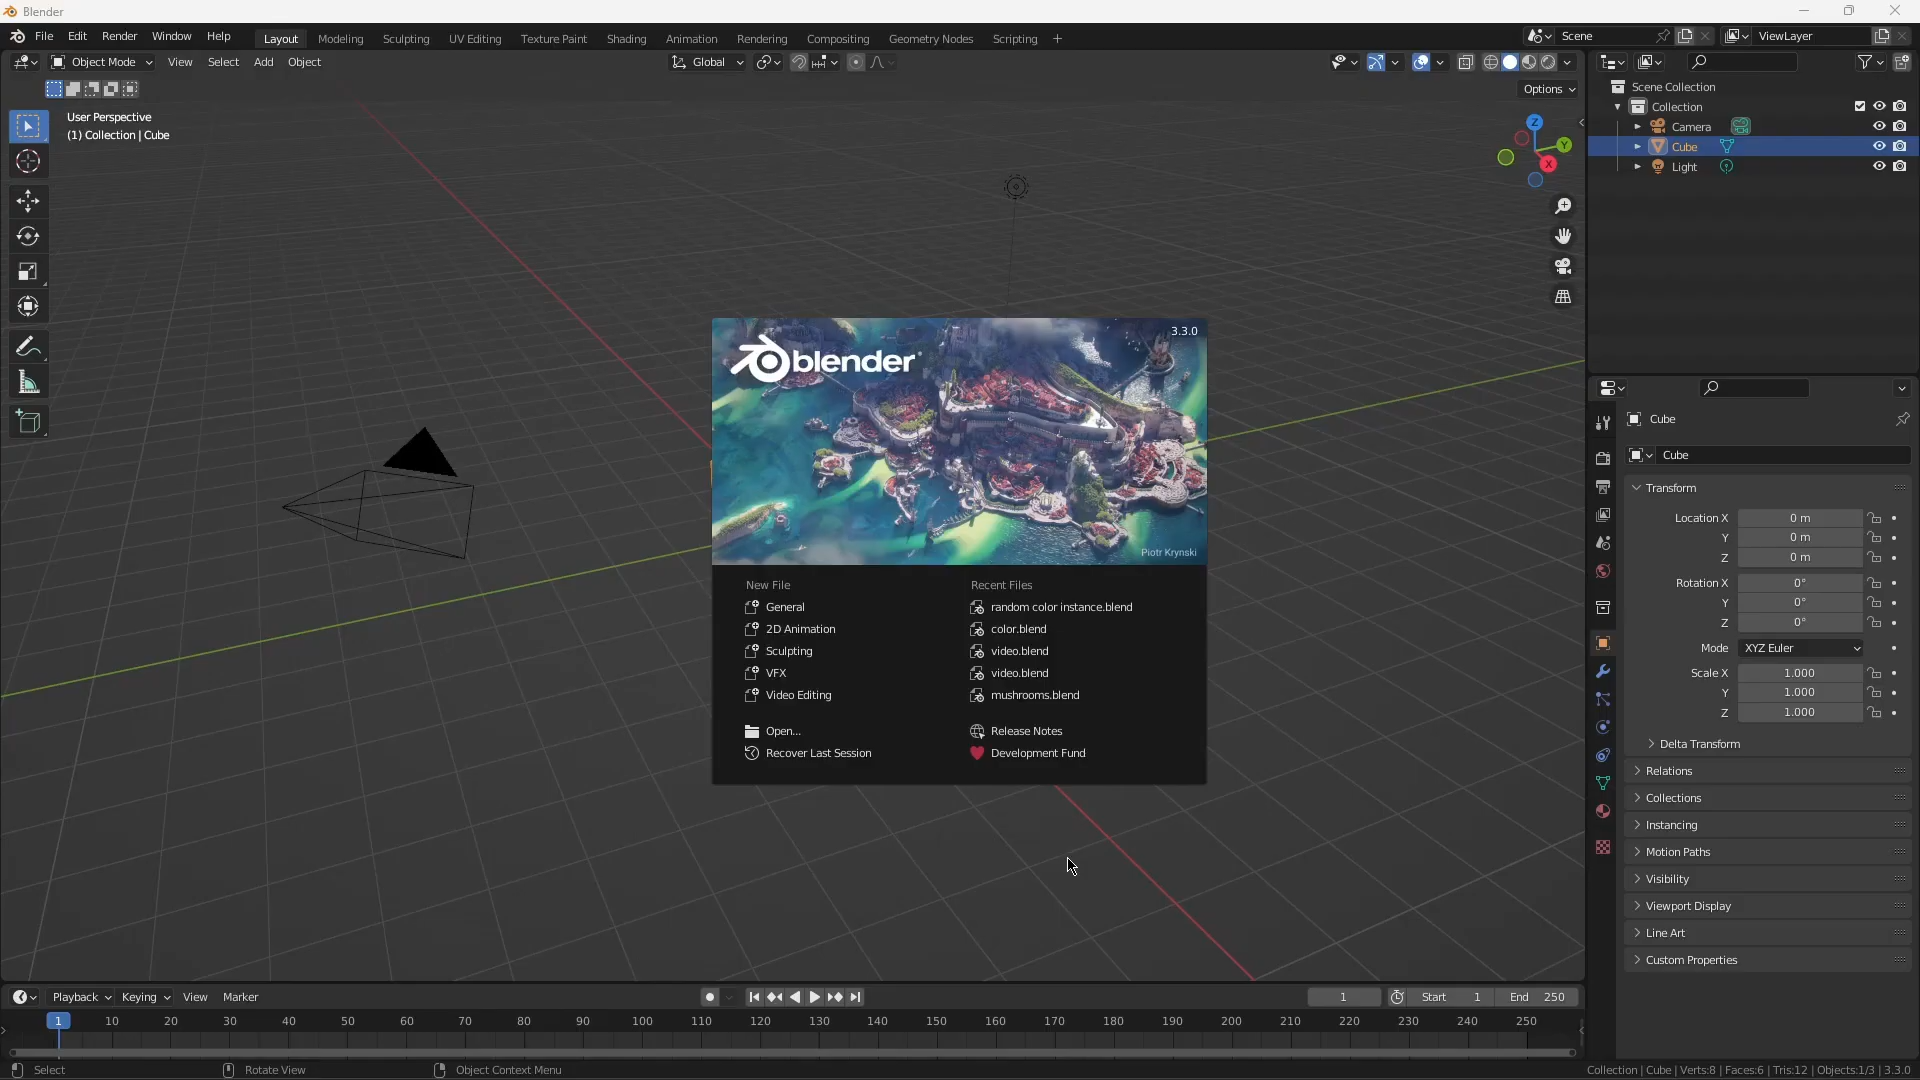 Blender
File Edit Render Window Help Layout Modeling Sculpting UV Editing Texture Paint Shading Animation Rendering Compositing Geometry Nodes Scripting + Scene ViewLayer
Object Mode View Select Add Object Global
Options
User Perspective
(1) Collection | Cube
Z
Y
X
Scene Collection
Collection
Camera
Cube
Light
3.3.0
blender
Piotr Krynski
New File
General
2D Animation
Sculpting
VFX
Video Editing
Open...
Recover Last Session
Recent Files
random color instance.blend
color.blend
video.blend
video.blend
mushrooms.blend
Release Notes
Development Fund
Cube
Cube
Transform
Location X 0 m
Y 0 m
Z 0 m
Rotation X 0°
Y 0°
Z 0°
Mode XYZ Euler
Scale X 1.000
Y 1.000
Z 1.000
Delta Transform
Relations
Collections
Instancing
Motion Paths
Visibility
Viewport Display
Line Art
Custom Properties
Playback Keying View Marker 1 Start 1 End 250
1 10 20 30 40 50 60 70 80 90 100 110 120 130 140 150 160 170 180 190 200 210 220 230 240 250
Select Rotate View Object Context Menu Collection | Cube | Verts:8 | Faces:6 | Tris:12 | Objects:1/3 | 3.3.0